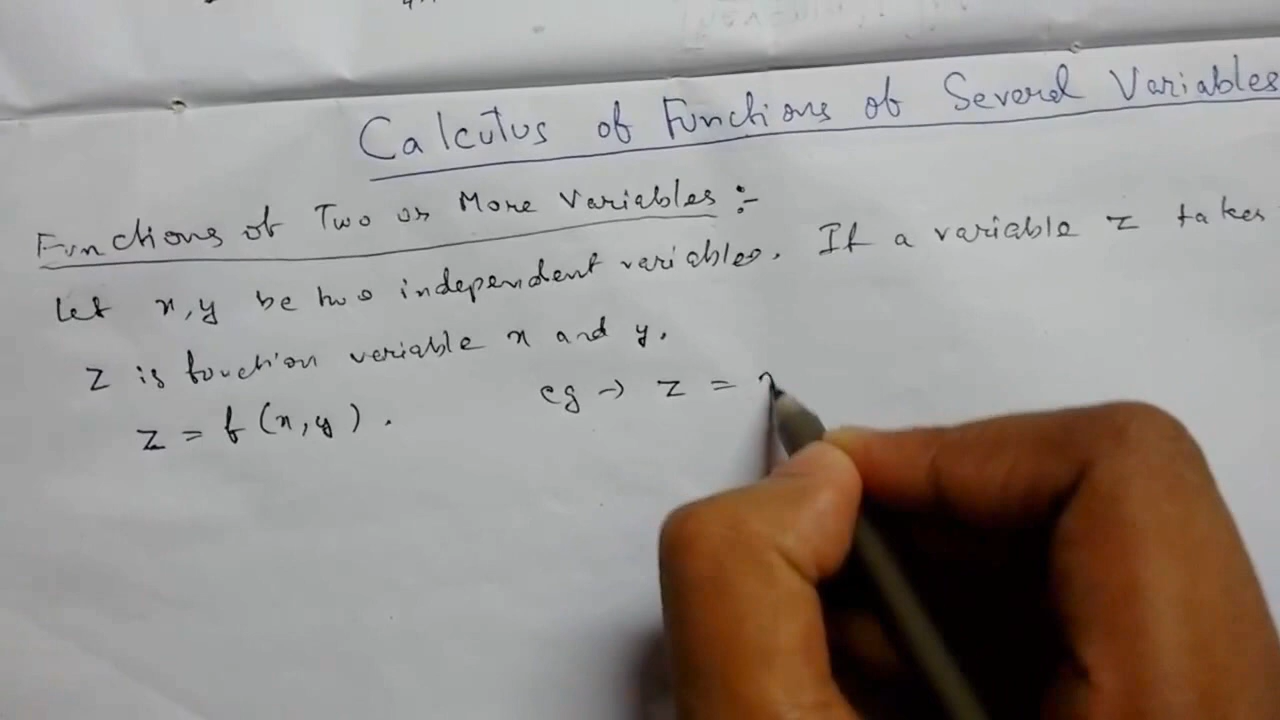 Calculus of Functions of Several Variables
Functions of Two or More Variables :-
Let x, y be two independent variables. If a variable z takes
z is function variable x and y.
z = f (x, y) .
eg → z =